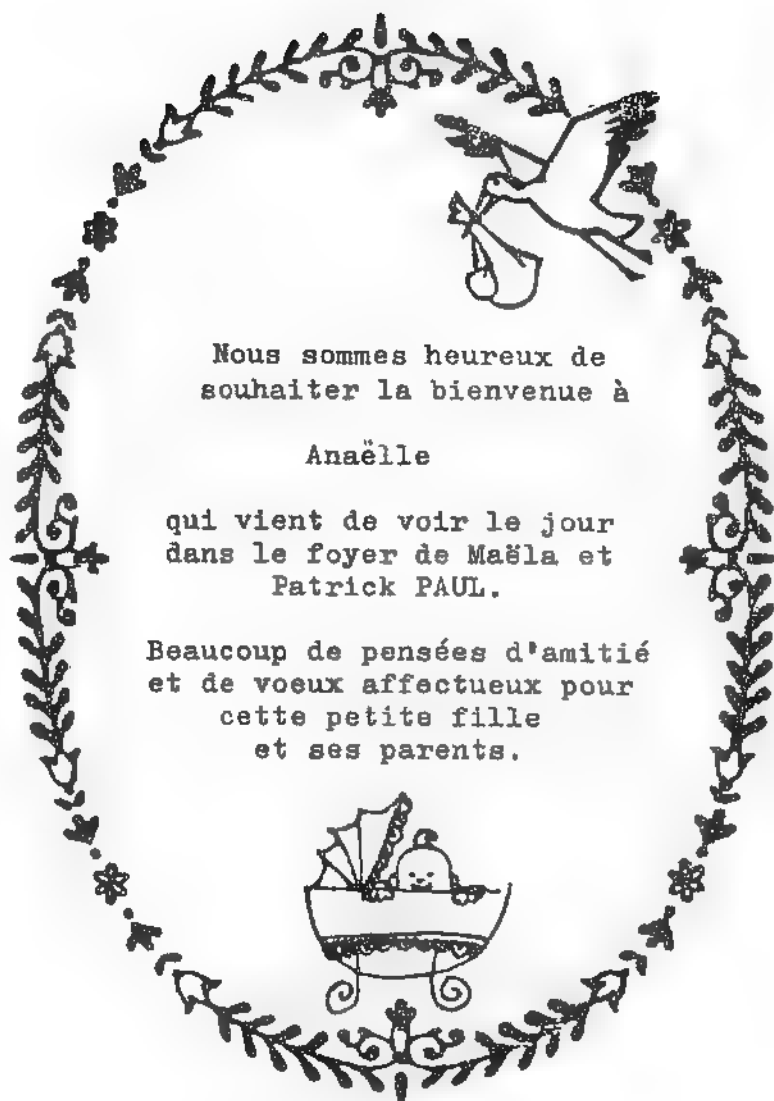 Nous sommes heureux de
souhaiter la bienvenue à
Anaëlle
qui vient de voir le jour
dans le foyer de Maëla et
Patrick PAUL.
Beaucoup de pensées d'amitié
et de voeux affectueux pour
cette petite fille
et ses parents.